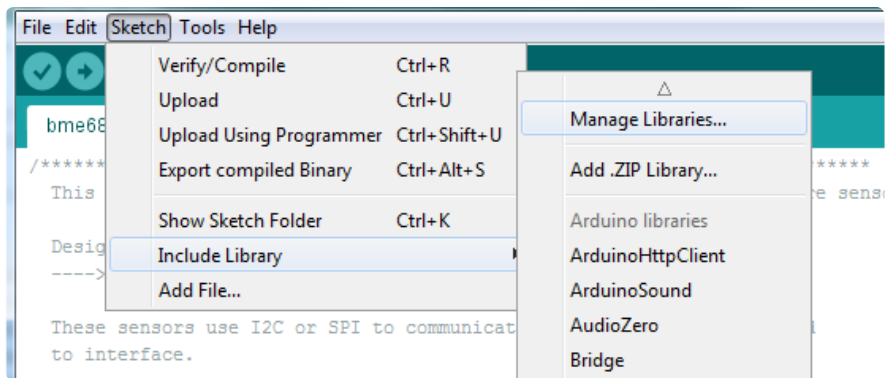 File Edit Sketch Tools Help
Verify/Compile Ctrl+R
Upload Ctrl+U
Upload Using Programmer Ctrl+Shift+U
Export compiled Binary Ctrl+Alt+S
Show Sketch Folder Ctrl+K
Include Library
Add File...
Manage Libraries...
Add .ZIP Library...
Arduino libraries
ArduinoHttpClient
ArduinoSound
AudioZero
Bridge
bme68
/******* *****
This re sens
Desig
---->
These sensors use I2C or SPI to communicat
to interface.